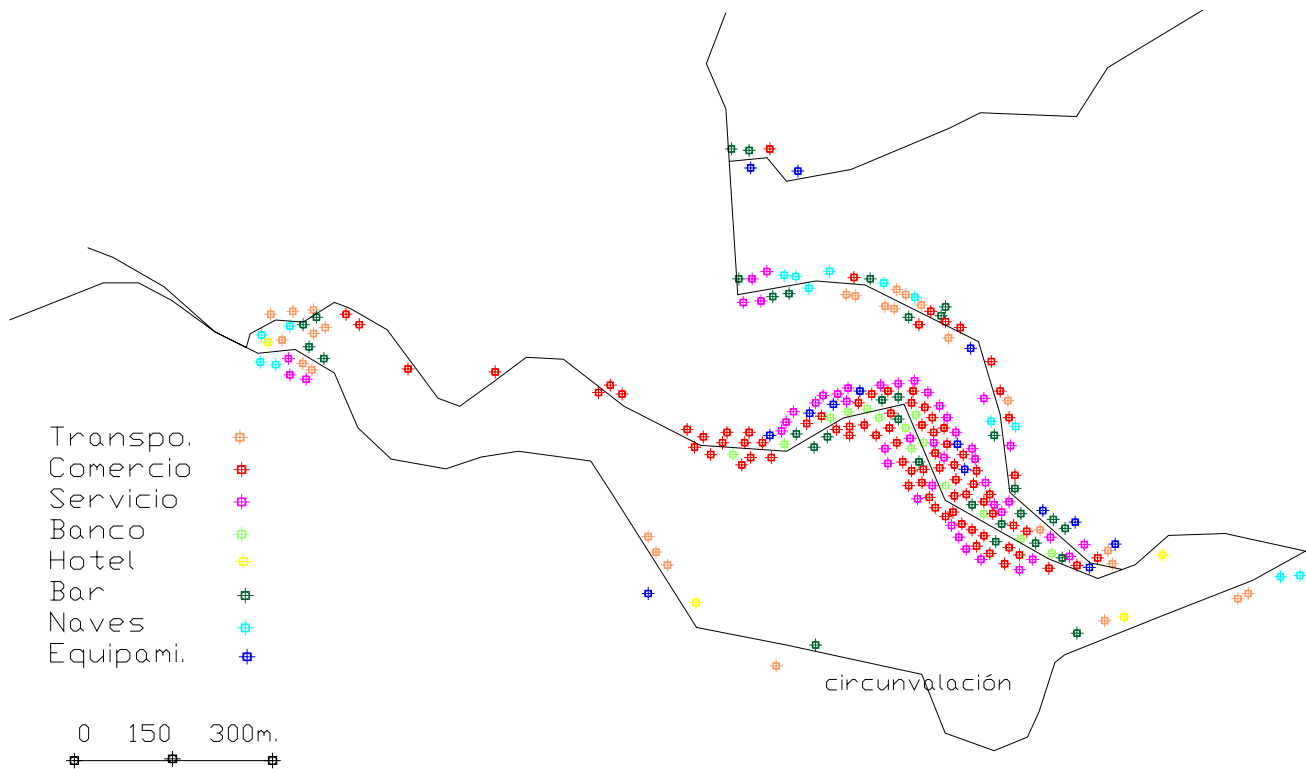 Transpo.
Comercio
Servicio
Banco
Hotel
Bar
Naves
Equipami.
circunvalación
0 150 300m.